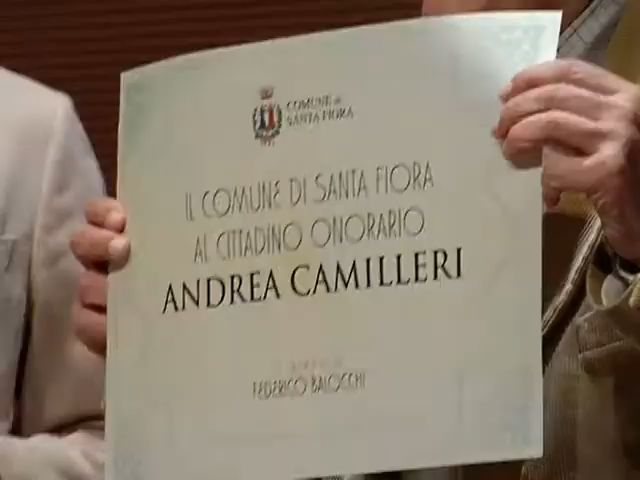 COMUNE di
SANTA FIORA
IL COMUNE DI SANTA FIORA
AL CITTADINO ONORARIO
ANDREA CAMILLERI
FEDERICO BALOCCHI